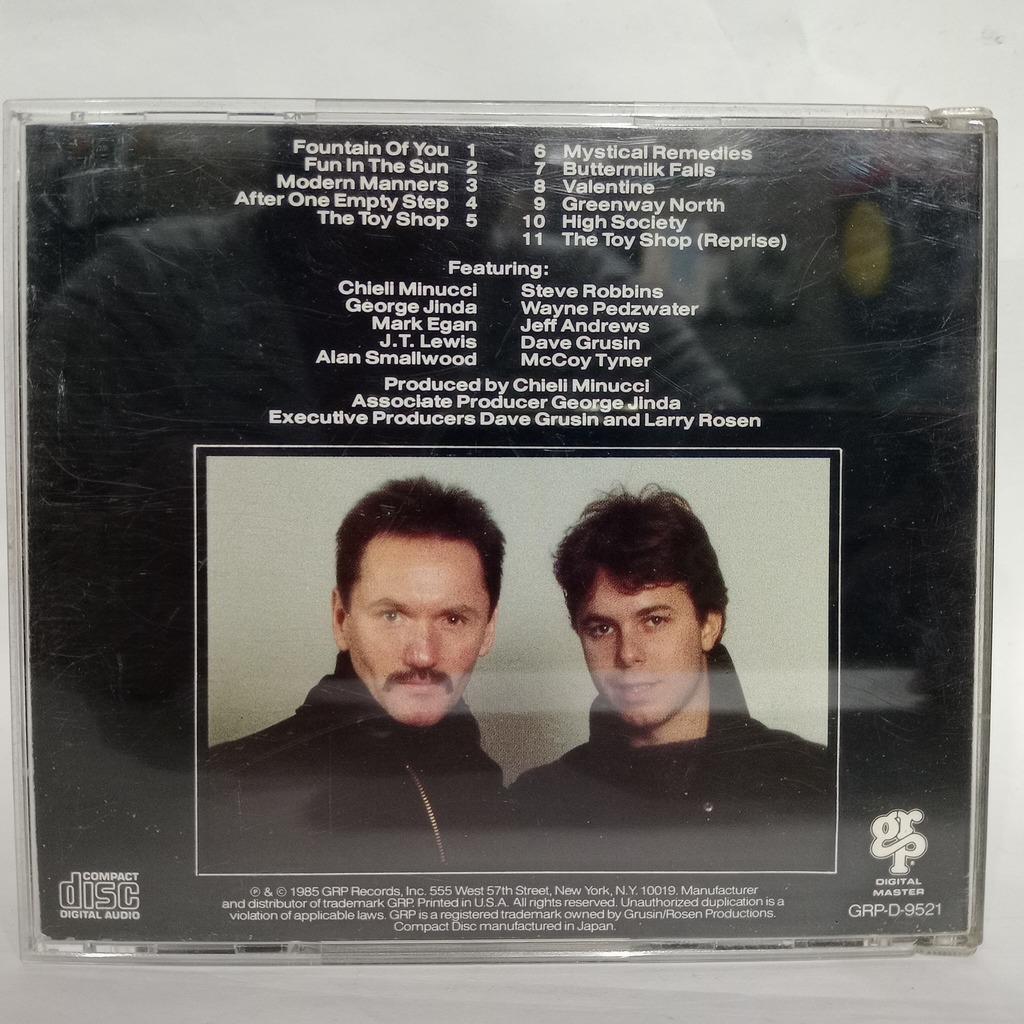 Fountain Of You 1
Fun In The Sun 2
Modern Manners 3
After One Empty Step 4
The Toy Shop 5
6 Mystical Remedies
7 Buttermilk Falls
8 Valentine
9 Greenway North
10 High Society
11 The Toy Shop (Reprise)
Featuring:
Chieli Minucci
George Jinda
Mark Egan
J.T. Lewis
Alan Smallwood
Steve Robbins
Wayne Pedzwater
Jeff Andrews
Dave Grusin
McCoy Tyner
Produced by Chieli Minucci
Associate Producer George Jinda
Executive Producers Dave Grusin and Larry Rosen
COMPACT
disc
DIGITAL AUDIO
℗ & © 1985 GRP Records, Inc. 555 West 57th Street, New York, N.Y. 10019. Manufacturer
and distributor of trademark GRP. Printed in U.S.A. All rights reserved. Unauthorized duplication is a
violation of applicable laws. GRP is a registered trademark owned by Grusin/Rosen Productions.
Compact Disc manufactured in Japan.
grp
DIGITAL
MASTER
GRP-D-9521